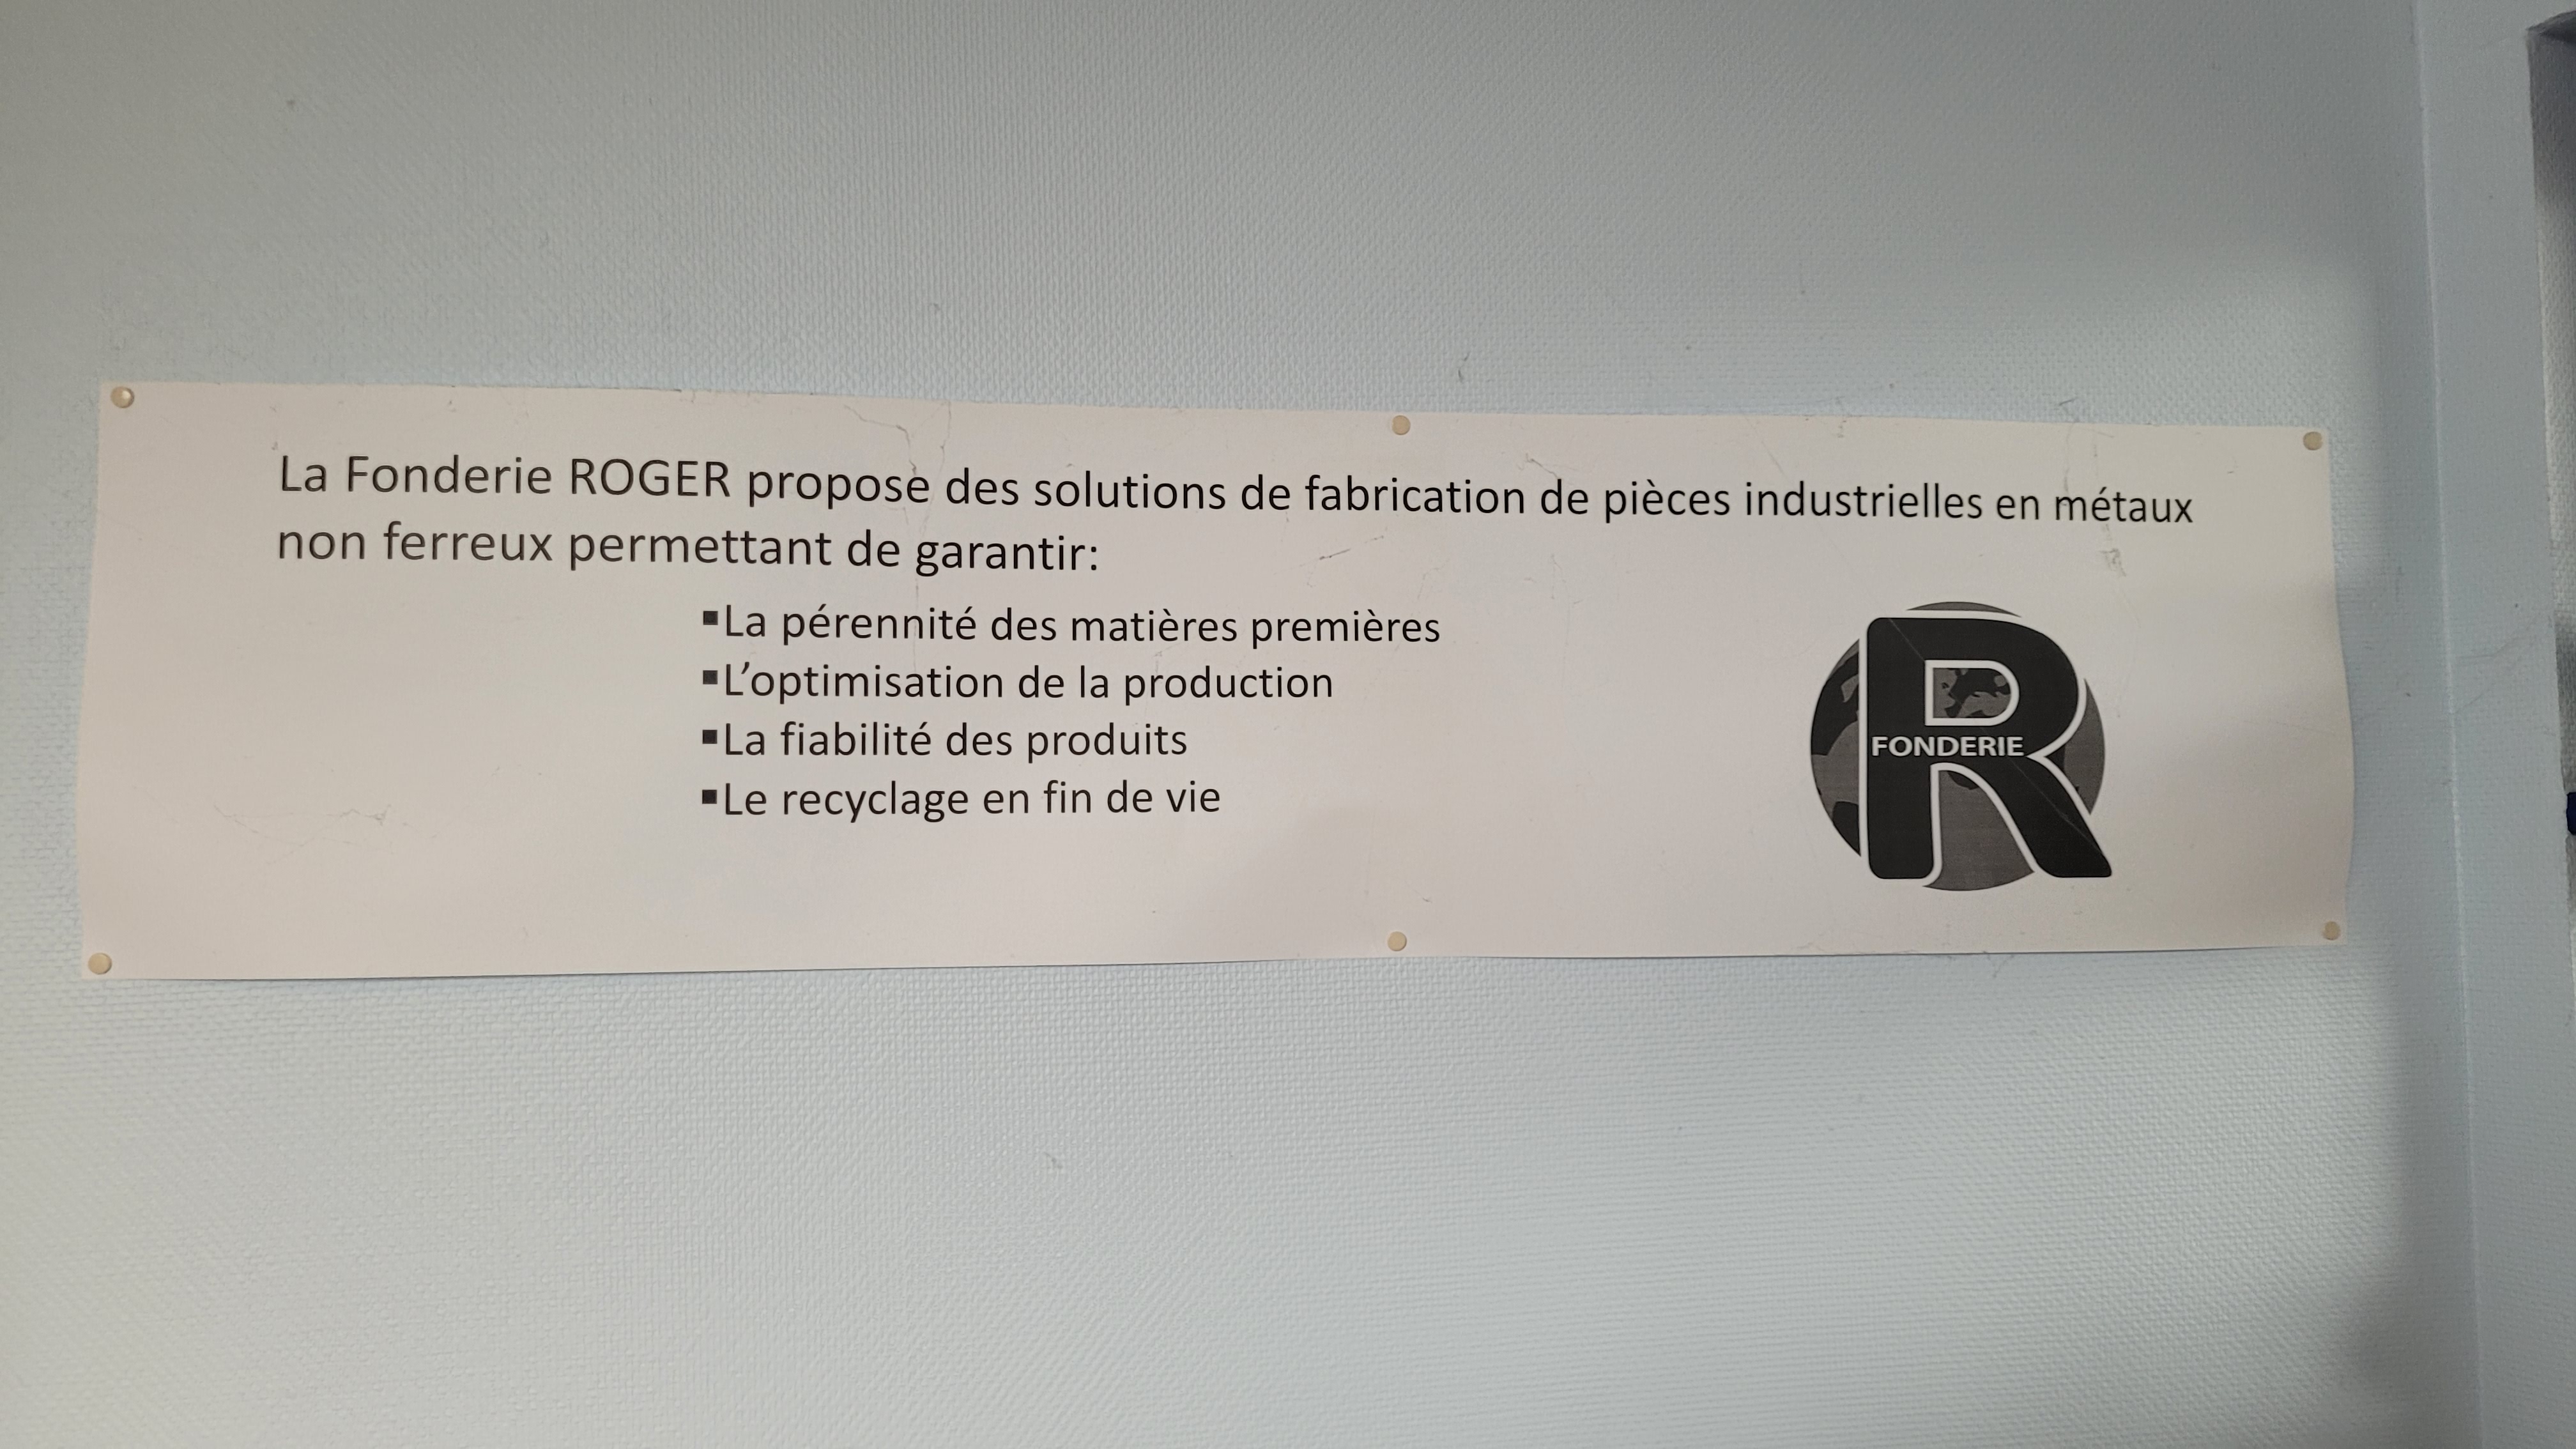 La Fonderie ROGER propose des solutions de fabrication de pièces industrielles en métaux
non ferreux permettant de garantir:
▪La pérennité des matières premières
▪L’optimisation de la production
▪La fiabilité des produits
▪Le recyclage en fin de vie
R
FONDERIE